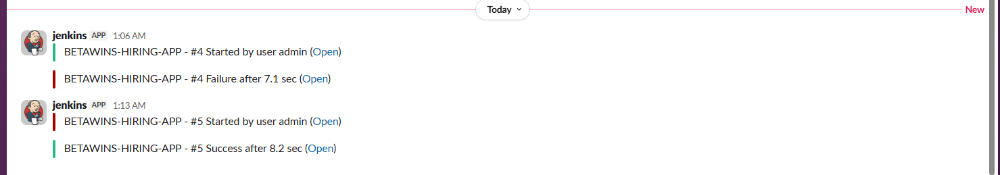 Today
New
jenkins APP 1:06 AM
BETAWINS-HIRING-APP - #4 Started by user admin (Open)
BETAWINS-HIRING-APP - #4 Failure after 7.1 sec (Open)
jenkins APP 1:13 AM
BETAWINS-HIRING-APP - #5 Started by user admin (Open)
BETAWINS-HIRING-APP - #5 Success after 8.2 sec (Open)